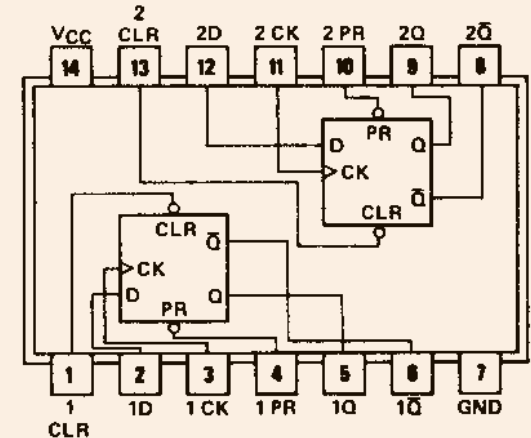 2
VCC CLR 2D 2 CK 2 PR 2Q 2Q̅
14 13 12 11 10 9 8
PR
D Q
CK
Q̅
CLR
CLR
Q̅
CK
D Q
PR
1 2 3 4 5 6 7
1 1D 1 CK 1 PR 1Q 1Q̅ GND
CLR